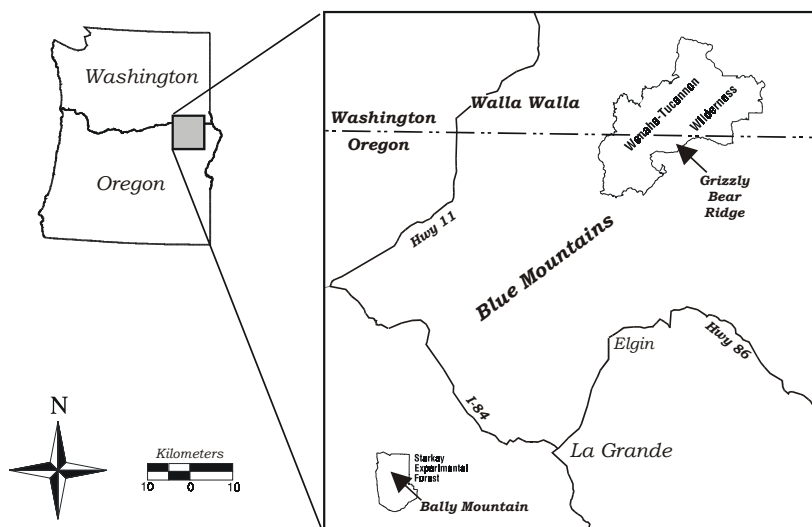 Washington
Oregon
N
Kilometers
10 0 10
Walla Walla
Washington
Oregon
Wenaha-Tucannon
Wilderness
Grizzly
Bear
Ridge
Hwy 11
Blue Mountains
Elgin
Hwy 86
I-84
La Grande
Starkey
Experimental
Forest
Bally Mountain